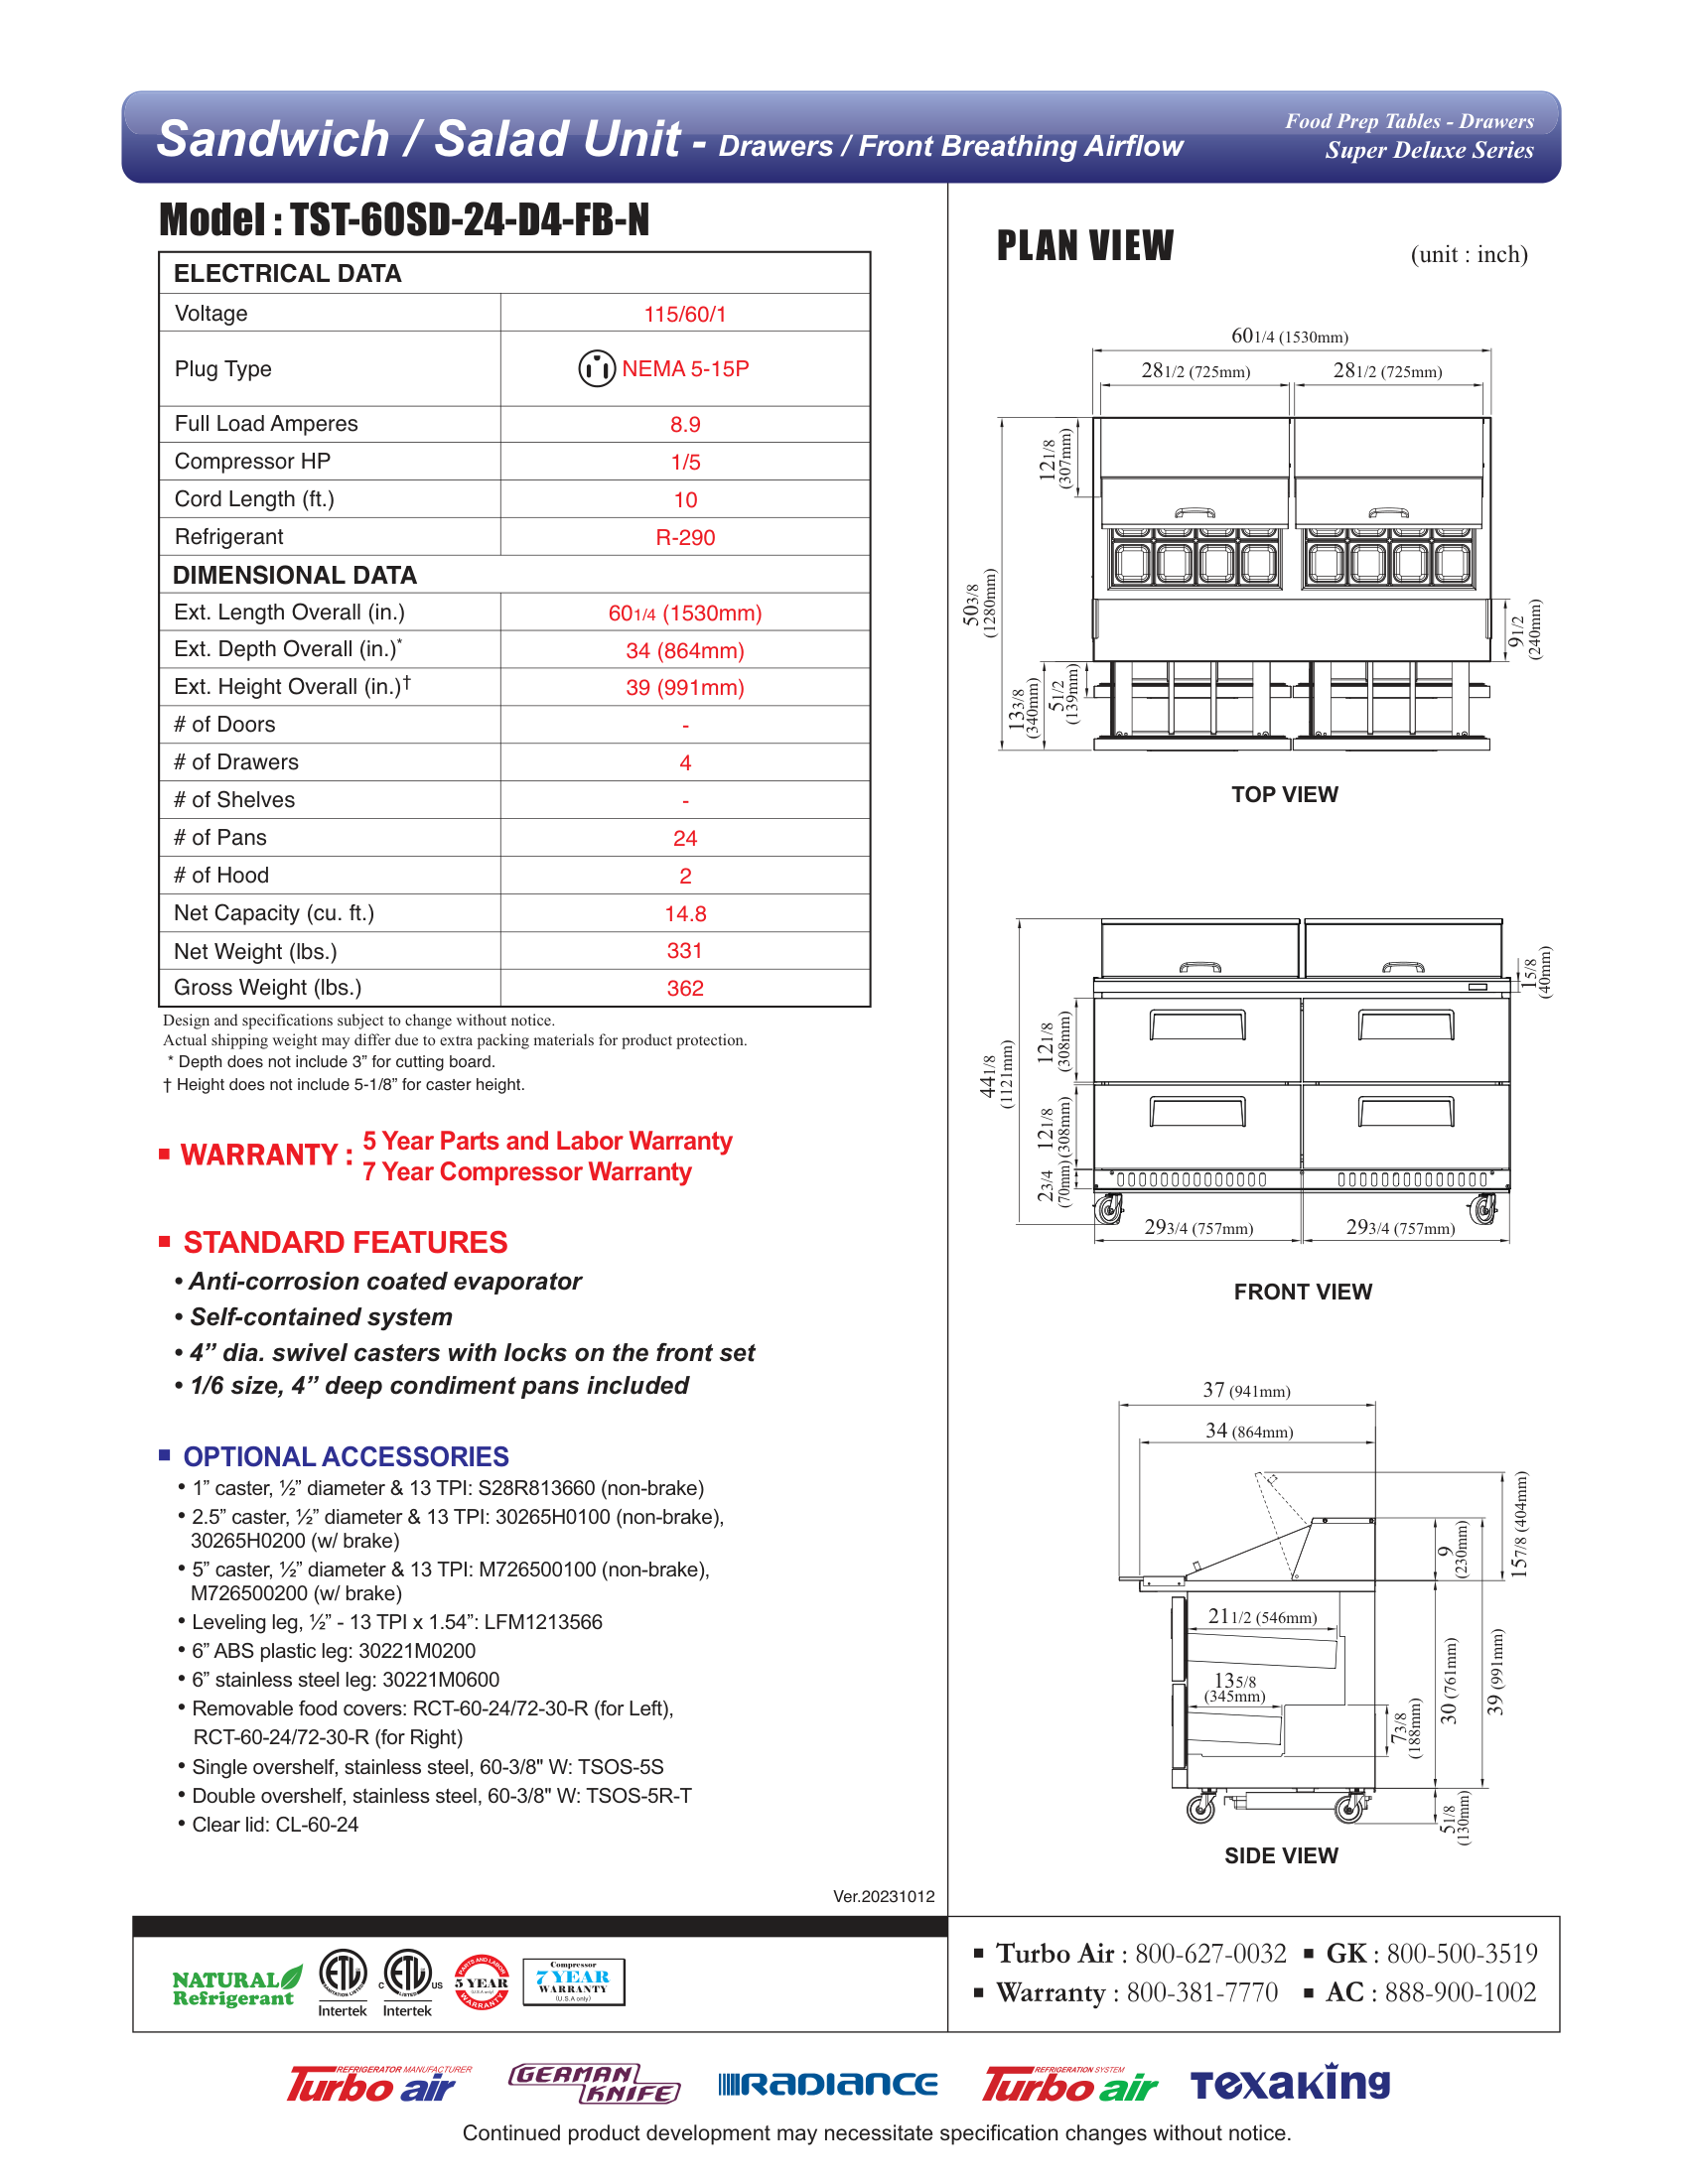 Sandwich / Salad Unit - Drawers / Front Breathing Airflow
Food Prep Tables - Drawers
Super Deluxe Series
Model : TST-60SD-24-D4-FB-N
ELECTRICAL DATA
Voltage 115/60/1
Plug Type NEMA 5-15P
Full Load Amperes 8.9
Compressor HP 1/5
Cord Length (ft.) 10
Refrigerant R-290
DIMENSIONAL DATA
Ext. Length Overall (in.) 60 1/4 (1530mm)
Ext. Depth Overall (in.)* 34 (864mm)
Ext. Height Overall (in.)† 39 (991mm)
# of Doors -
# of Drawers 4
# of Shelves -
# of Pans 24
# of Hood 2
Net Capacity (cu. ft.) 14.8
Net Weight (lbs.) 331
Gross Weight (lbs.) 362
Design and specifications subject to change without notice.
Actual shipping weight may differ due to extra packing materials for product protection.
* Depth does not include 3” for cutting board.
† Height does not include 5-1/8” for caster height.
■ WARRANTY : 5 Year Parts and Labor Warranty
7 Year Compressor Warranty
■ STANDARD FEATURES
• Anti-corrosion coated evaporator
• Self-contained system
• 4” dia. swivel casters with locks on the front set
• 1/6 size, 4” deep condiment pans included
■ OPTIONAL ACCESSORIES
• 1” caster, ½” diameter & 13 TPI: S28R813660 (non-brake)
• 2.5” caster, ½” diameter & 13 TPI: 30265H0100 (non-brake),
30265H0200 (w/ brake)
• 5” caster, ½” diameter & 13 TPI: M726500100 (non-brake),
M726500200 (w/ brake)
• Leveling leg, ½” - 13 TPI x 1.54”: LFM1213566
• 6” ABS plastic leg: 30221M0200
• 6” stainless steel leg: 30221M0600
• Removable food covers: RCT-60-24/72-30-R (for Left),
RCT-60-24/72-30-R (for Right)
• Single overshelf, stainless steel, 60-3/8" W: TSOS-5S
• Double overshelf, stainless steel, 60-3/8" W: TSOS-5R-T
• Clear lid: CL-60-24
Ver.20231012
PLAN VIEW
(unit : inch)
60 1/4 (1530mm)
28 1/2 (725mm) 28 1/2 (725mm)
12 1/8 (307mm)
50 3/8 (1280mm)
9 1/2 (240mm)
13 3/8 (340mm)
5 1/2 (139mm)
TOP VIEW
1 5/8 (40mm)
44 1/8 (1121mm)
12 1/8 (308mm)
12 1/8 (308mm)
2 3/4 (70mm)
29 3/4 (757mm) 29 3/4 (757mm)
FRONT VIEW
37 (941mm)
34 (864mm)
15 7/8 (404mm)
9 (230mm)
21 1/2 (546mm)
13 5/8 (345mm)
30 (761mm)
39 (991mm)
7 3/8 (188mm)
5 1/8 (130mm)
SIDE VIEW
NATURAL
Refrigerant
ETL
SANITATION LISTED
Intertek
C ETL US
LISTED
Intertek
PARTS AND LABOR
5 YEAR
(U.S.A only)
WARRANTY
Compressor
7 YEAR
WARRANTY
(U.S.A only)
■ Turbo Air : 800-627-0032 ■ GK : 800-500-3519
■ Warranty : 800-381-7770 ■ AC : 888-900-1002
REFRIGERATOR MANUFACTURER
Turbo air
GERMAN KNIFE
RADIANCE
REFRIGERATION SYSTEM
Turbo air
TEXAKING
Continued product development may necessitate specification changes without notice.